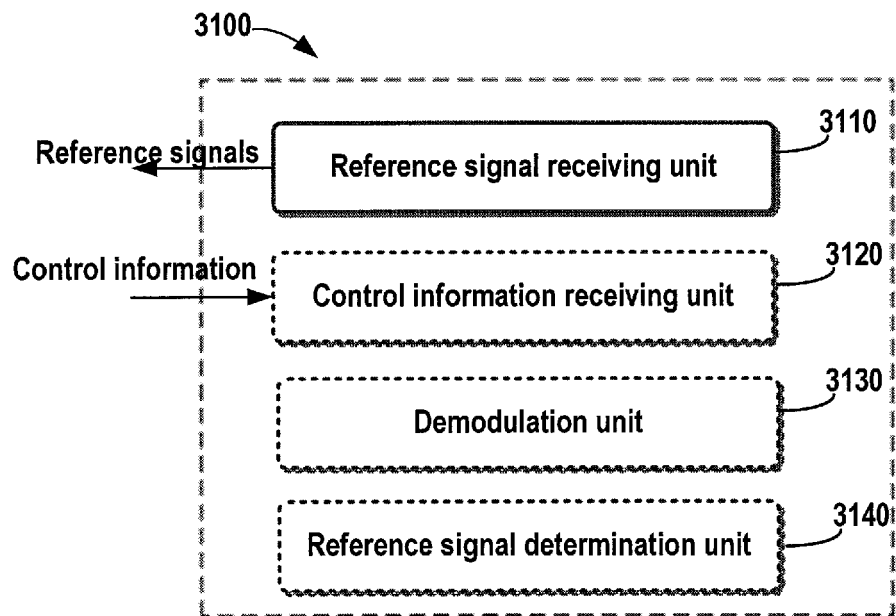 3100
3110
Reference signals
Reference signal receiving unit
3120
Control information
Control information receiving unit
3130
Demodulation unit
3140
Reference signal determination unit